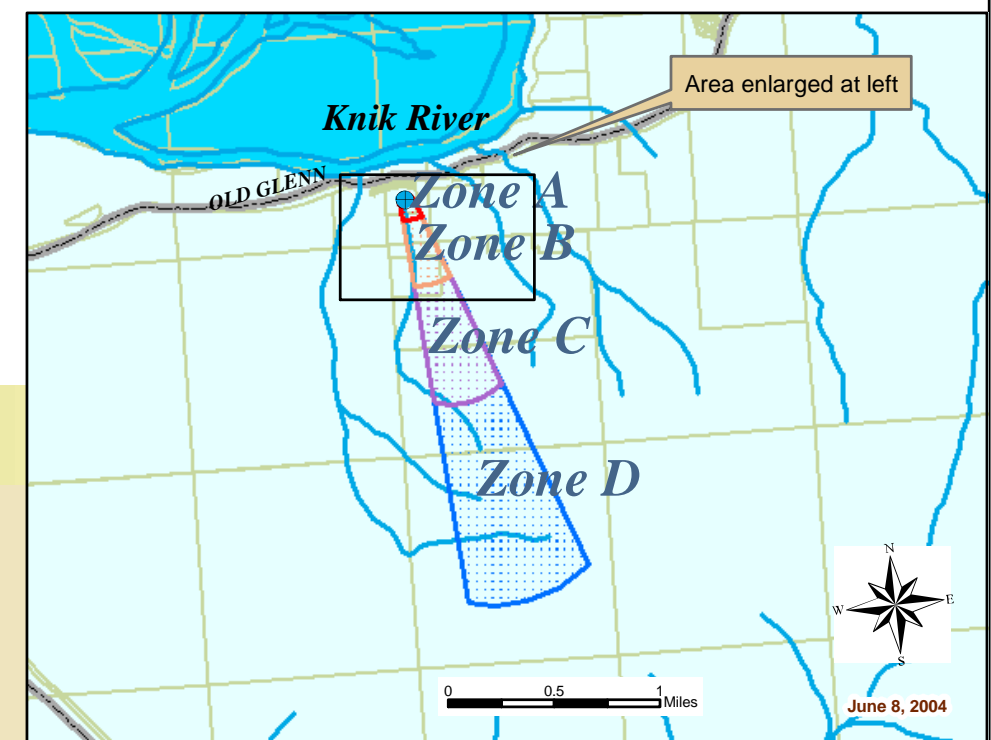 Area enlarged at left
Knik River
OLD GLENN
Zone A
Zone B
Zone C
Zone D
N
W E
S
0 0.5 1
Miles
June 8, 2004